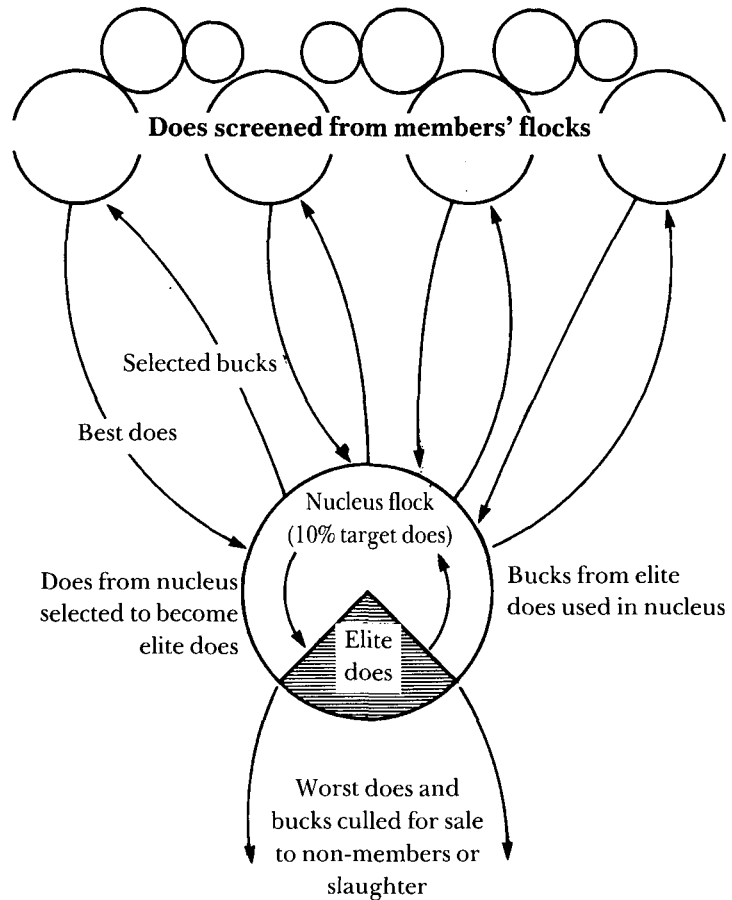 Does screened from members' flocks
Selected bucks
Best does
Nucleus flock
(10% target does)
Does from nucleus
selected to become
elite does
Bucks from elite
does used in nucleus
Elite
does
Worst does and
bucks culled for sale
to non-members or
slaughter